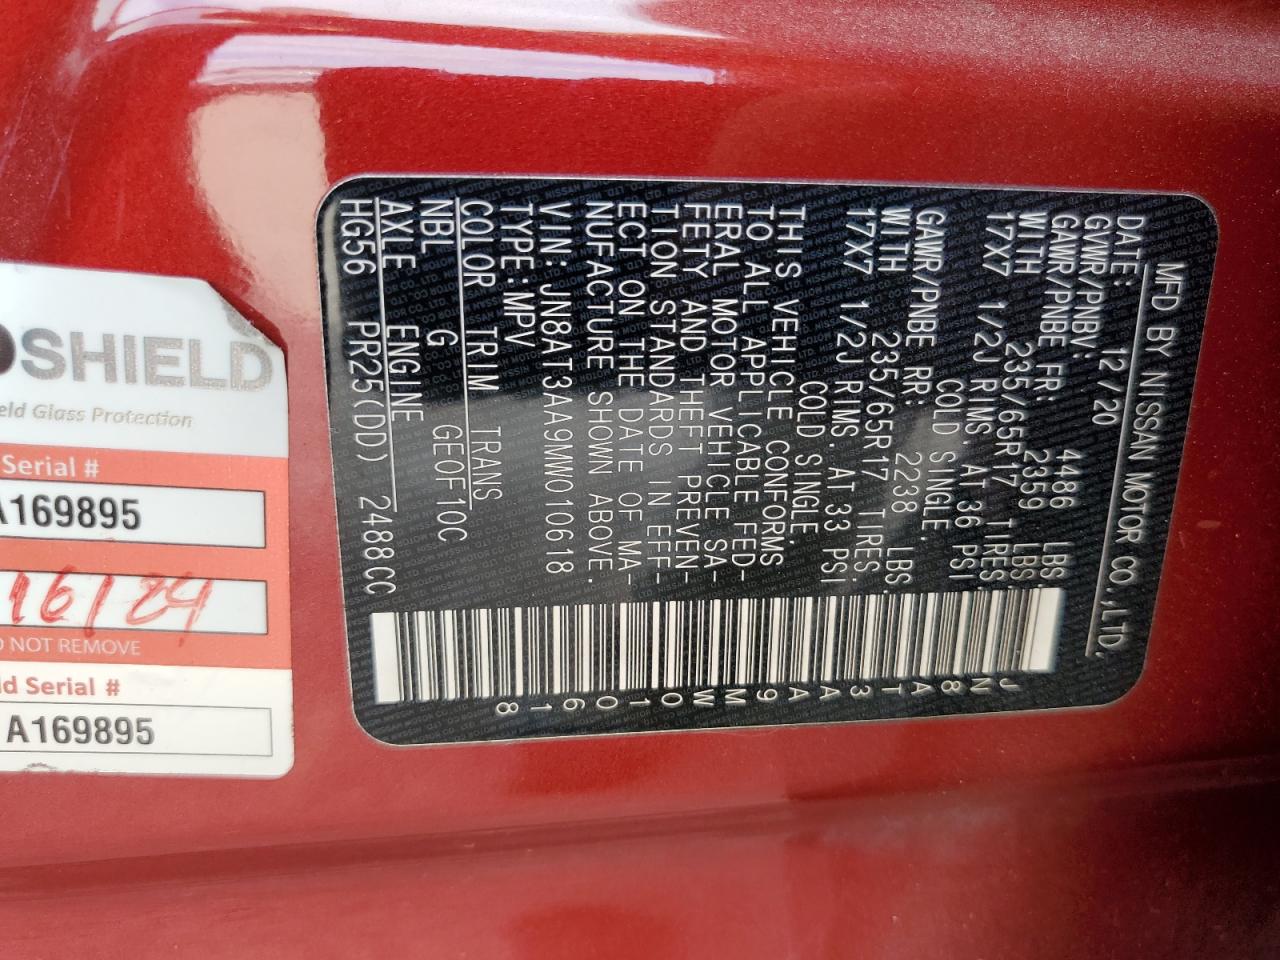 MFD BY NISSAN MOTOR CO.,LTD.
DATE: 12/20
GVWR/PNBV: 4486 LBS
GAWR/PNBE FR: 2359 LBS
WITH 235/65R17 TIRES,
17X7 1/2J RIMS. AT 36 PSI
COLD SINGLE.
GAWR/PNBE RR: 2238 LBS.
WITH 235/65R17 TIRES,
17X7 1/2J RIMS. AT 33 PSI
COLD SINGLE.
THIS VEHICLE CONFORMS
TO ALL APPLICABLE FED-
ERAL MOTOR VEHICLE SA-
FETY AND THEFT PREVEN-
TION STANDARDS IN EFF-
ECT ON THE DATE OF MA-
NUFACTURE SHOWN ABOVE.
VIN: JN8AT3AA9MW010618
TYPE:MPV
COLOR TRIM TRANS
NBL G GE0F10C
AXLE ENGINE
HG56 PR25(DD) 2488CC
JN8AT3AA9MW010618
SHIELD
eld Glass Protection
Serial #
A169895
16/24
NOT REMOVE
ld Serial #
A169895